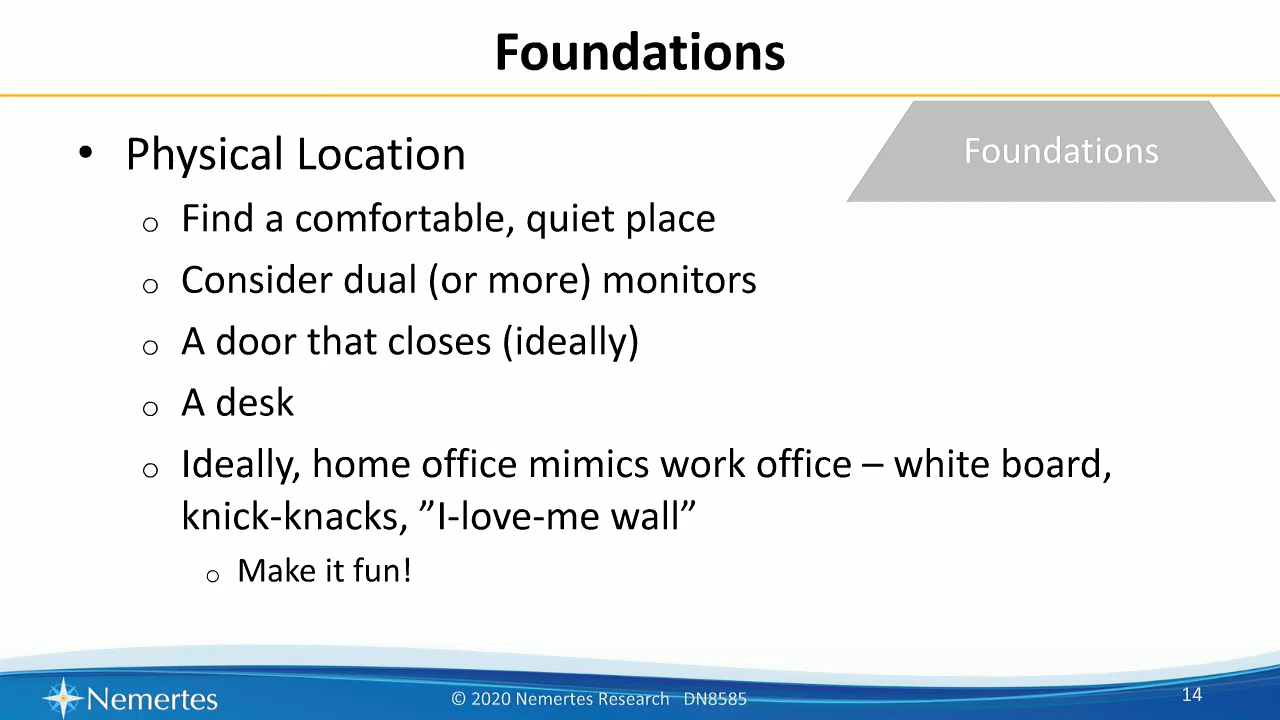 Foundations
Foundations
• Physical Location
o Find a comfortable, quiet place
o Consider dual (or more) monitors
o A door that closes (ideally)
o A desk
o Ideally, home office mimics work office – white board,
knick-knacks, ”I-love-me wall”
o Make it fun!
Nemertes
© 2020 Nemertes Research DN8585
14